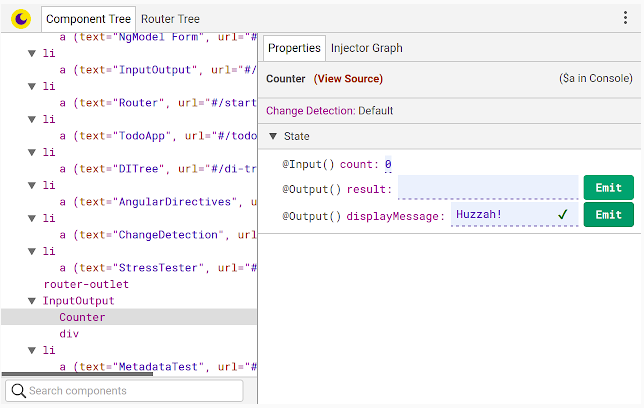 Component Tree Router Tree
a (text="NgModel Form", url="#
li
a (text="InputOutput", url="#/
li
a (text="Router", url="#/start
li
a (text="TodoApp", url="#/todo
li
a (text="DITree", url="#/di-tr
li
a (text="AngularDirectives", u
li
a (text="ChangeDetection", url
li
a (text="StressTester", url="#
router-outlet
InputOutput
Counter
div
li
a (text="MetadataTest", url="#
Search components
Properties Injector Graph
Counter (View Source) ($a in Console)
Change Detection: Default
State
@Input() count: 0
@Output() result: Emit
@Output() displayMessage: Huzzah! ✓ Emit